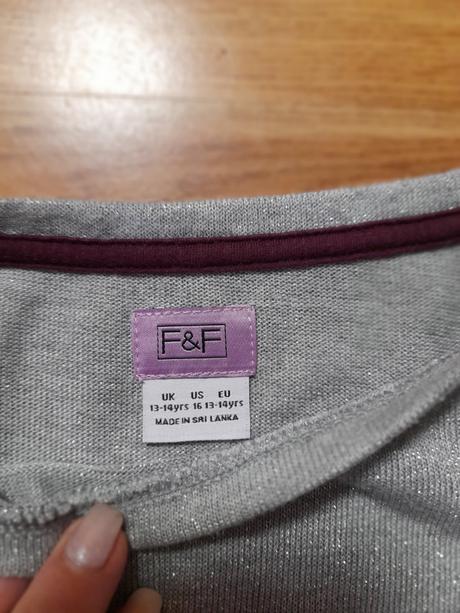 F&F
UK US EU
13-14yrs 16 13-14yrs
MADE IN SRI LANKA